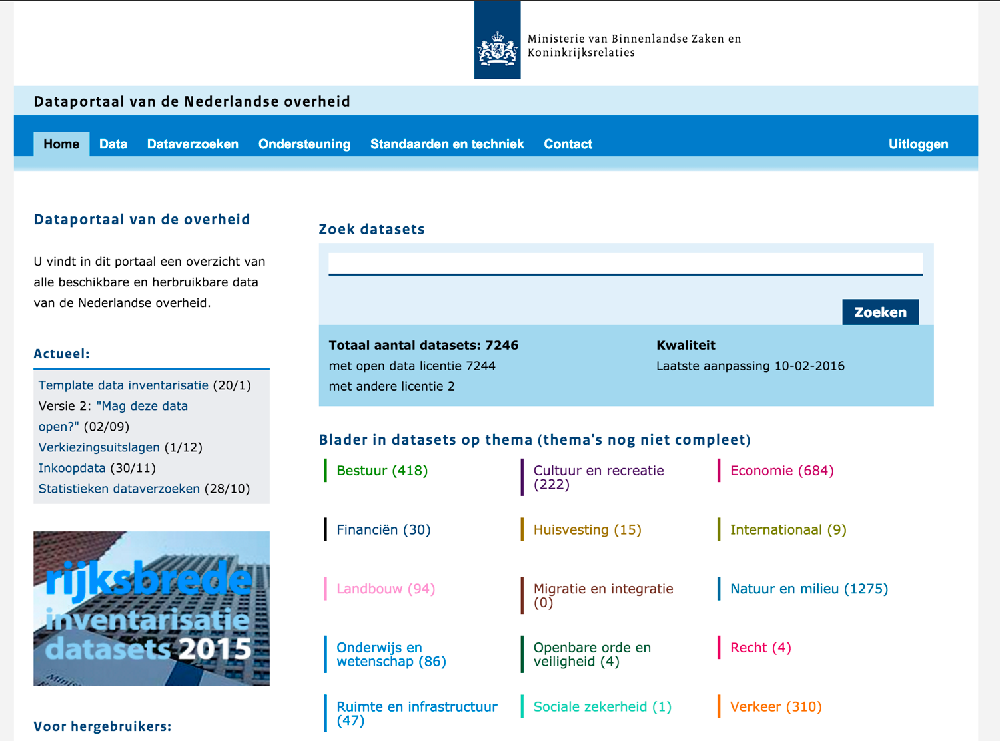 Ministerie van Binnenlandse Zaken en
Koninkrijksrelaties
Dataportaal van de Nederlandse overheid
Home Data Dataverzoeken Ondersteuning Standaarden en techniek Contact Uitloggen
Dataportaal van de overheid
U vindt in dit portaal een overzicht van
alle beschikbare en herbruikbare data
van de Nederlandse overheid.
Actueel:
Template data inventarisatie (20/1)
Versie 2: "Mag deze data
open?" (02/09)
Verkiezingsuitslagen (1/12)
Inkoopdata (30/11)
Statistieken dataverzoeken (28/10)
rijksbrede
inventarisatie
datasets 2015
Voor hergebruikers:
Zoek datasets
Zoeken
Totaal aantal datasets: 7246
met open data licentie 7244
met andere licentie 2
Kwaliteit
Laatste aanpassing 10-02-2016
Blader in datasets op thema (thema's nog niet compleet)
Bestuur (418)
Cultuur en recreatie
(222)
Economie (684)
Financiën (30)
Huisvesting (15)
Internationaal (9)
Landbouw (94)
Migratie en integratie
(0)
Natuur en milieu (1275)
Onderwijs en
wetenschap (86)
Openbare orde en
veiligheid (4)
Recht (4)
Ruimte en infrastructuur
(47)
Sociale zekerheid (1)
Verkeer (310)